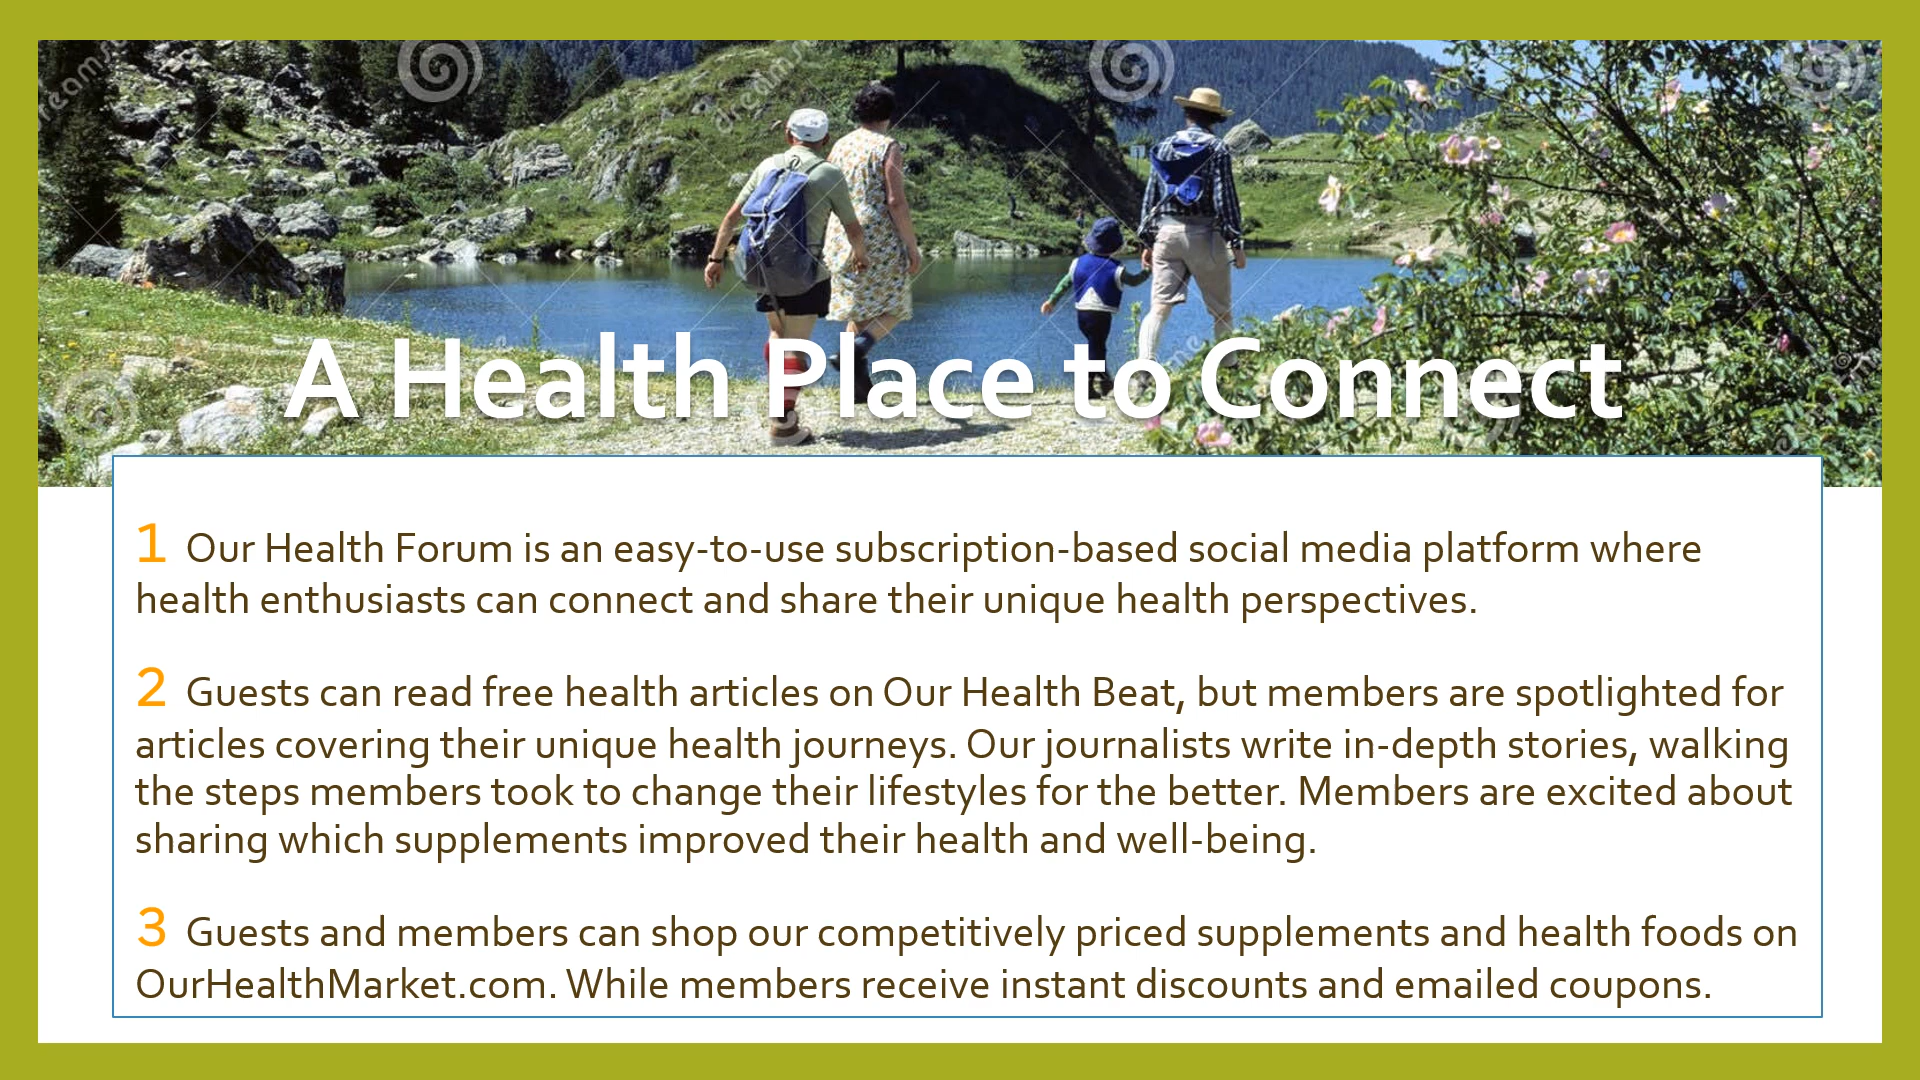 A Health Place to Connect
1 Our Health Forum is an easy-to-use subscription-based social media platform where
health enthusiasts can connect and share their unique health perspectives.
2 Guests can read free health articles on Our Health Beat, but members are spotlighted for
articles covering their unique health journeys. Our journalists write in-depth stories, walking
the steps members took to change their lifestyles for the better. Members are excited about
sharing which supplements improved their health and well-being.
3 Guests and members can shop our competitively priced supplements and health foods on
OurHealthMarket.com. While members receive instant discounts and emailed coupons.